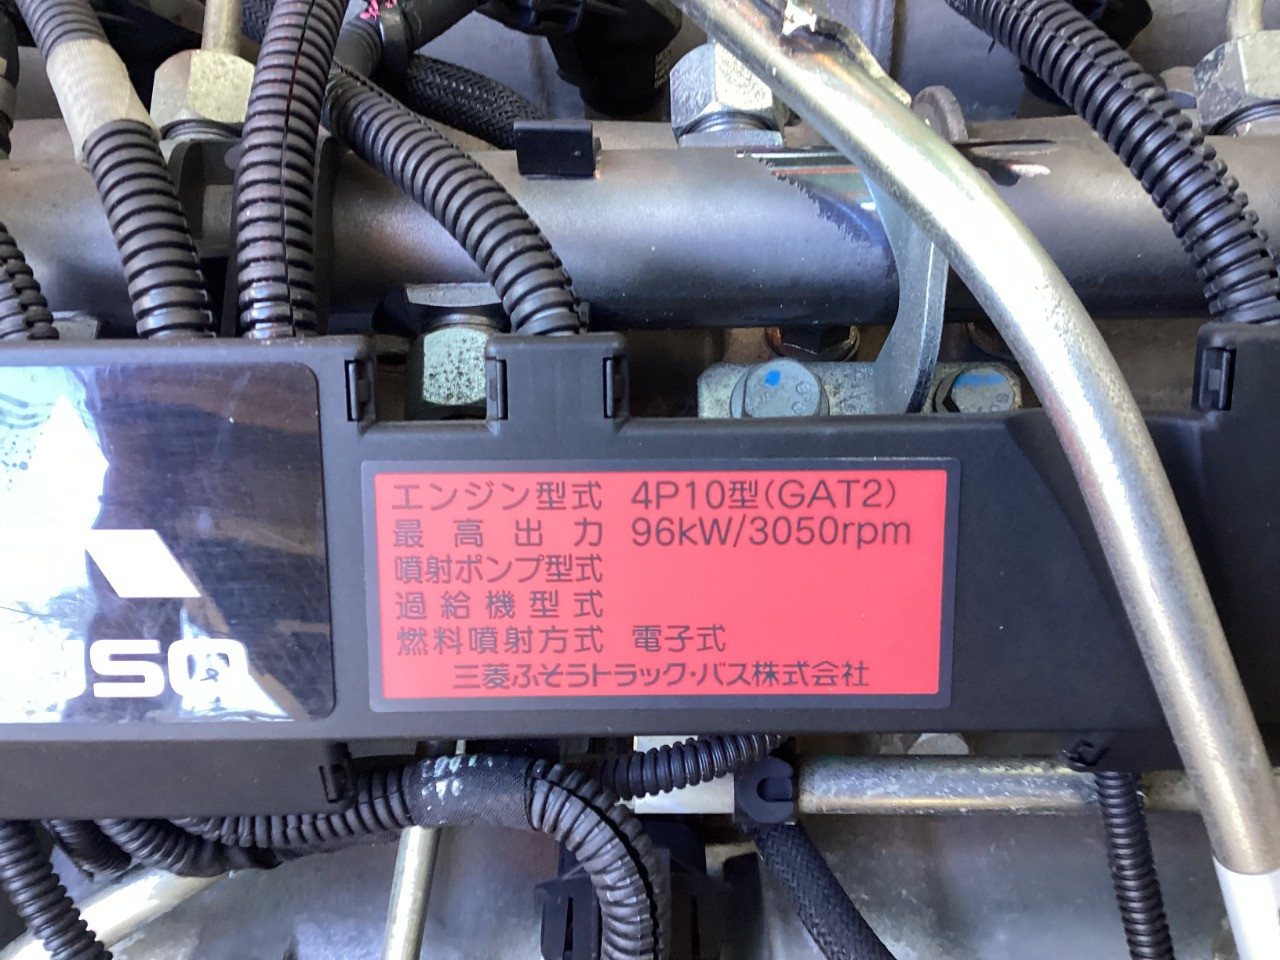 エンジン型式 4P10型(GAT2)
最高出力 96kW/3050rpm
噴射ポンプ型式
過給機型式
燃料噴射方式 電子式
三菱ふそうトラック・バス株式会社
USO